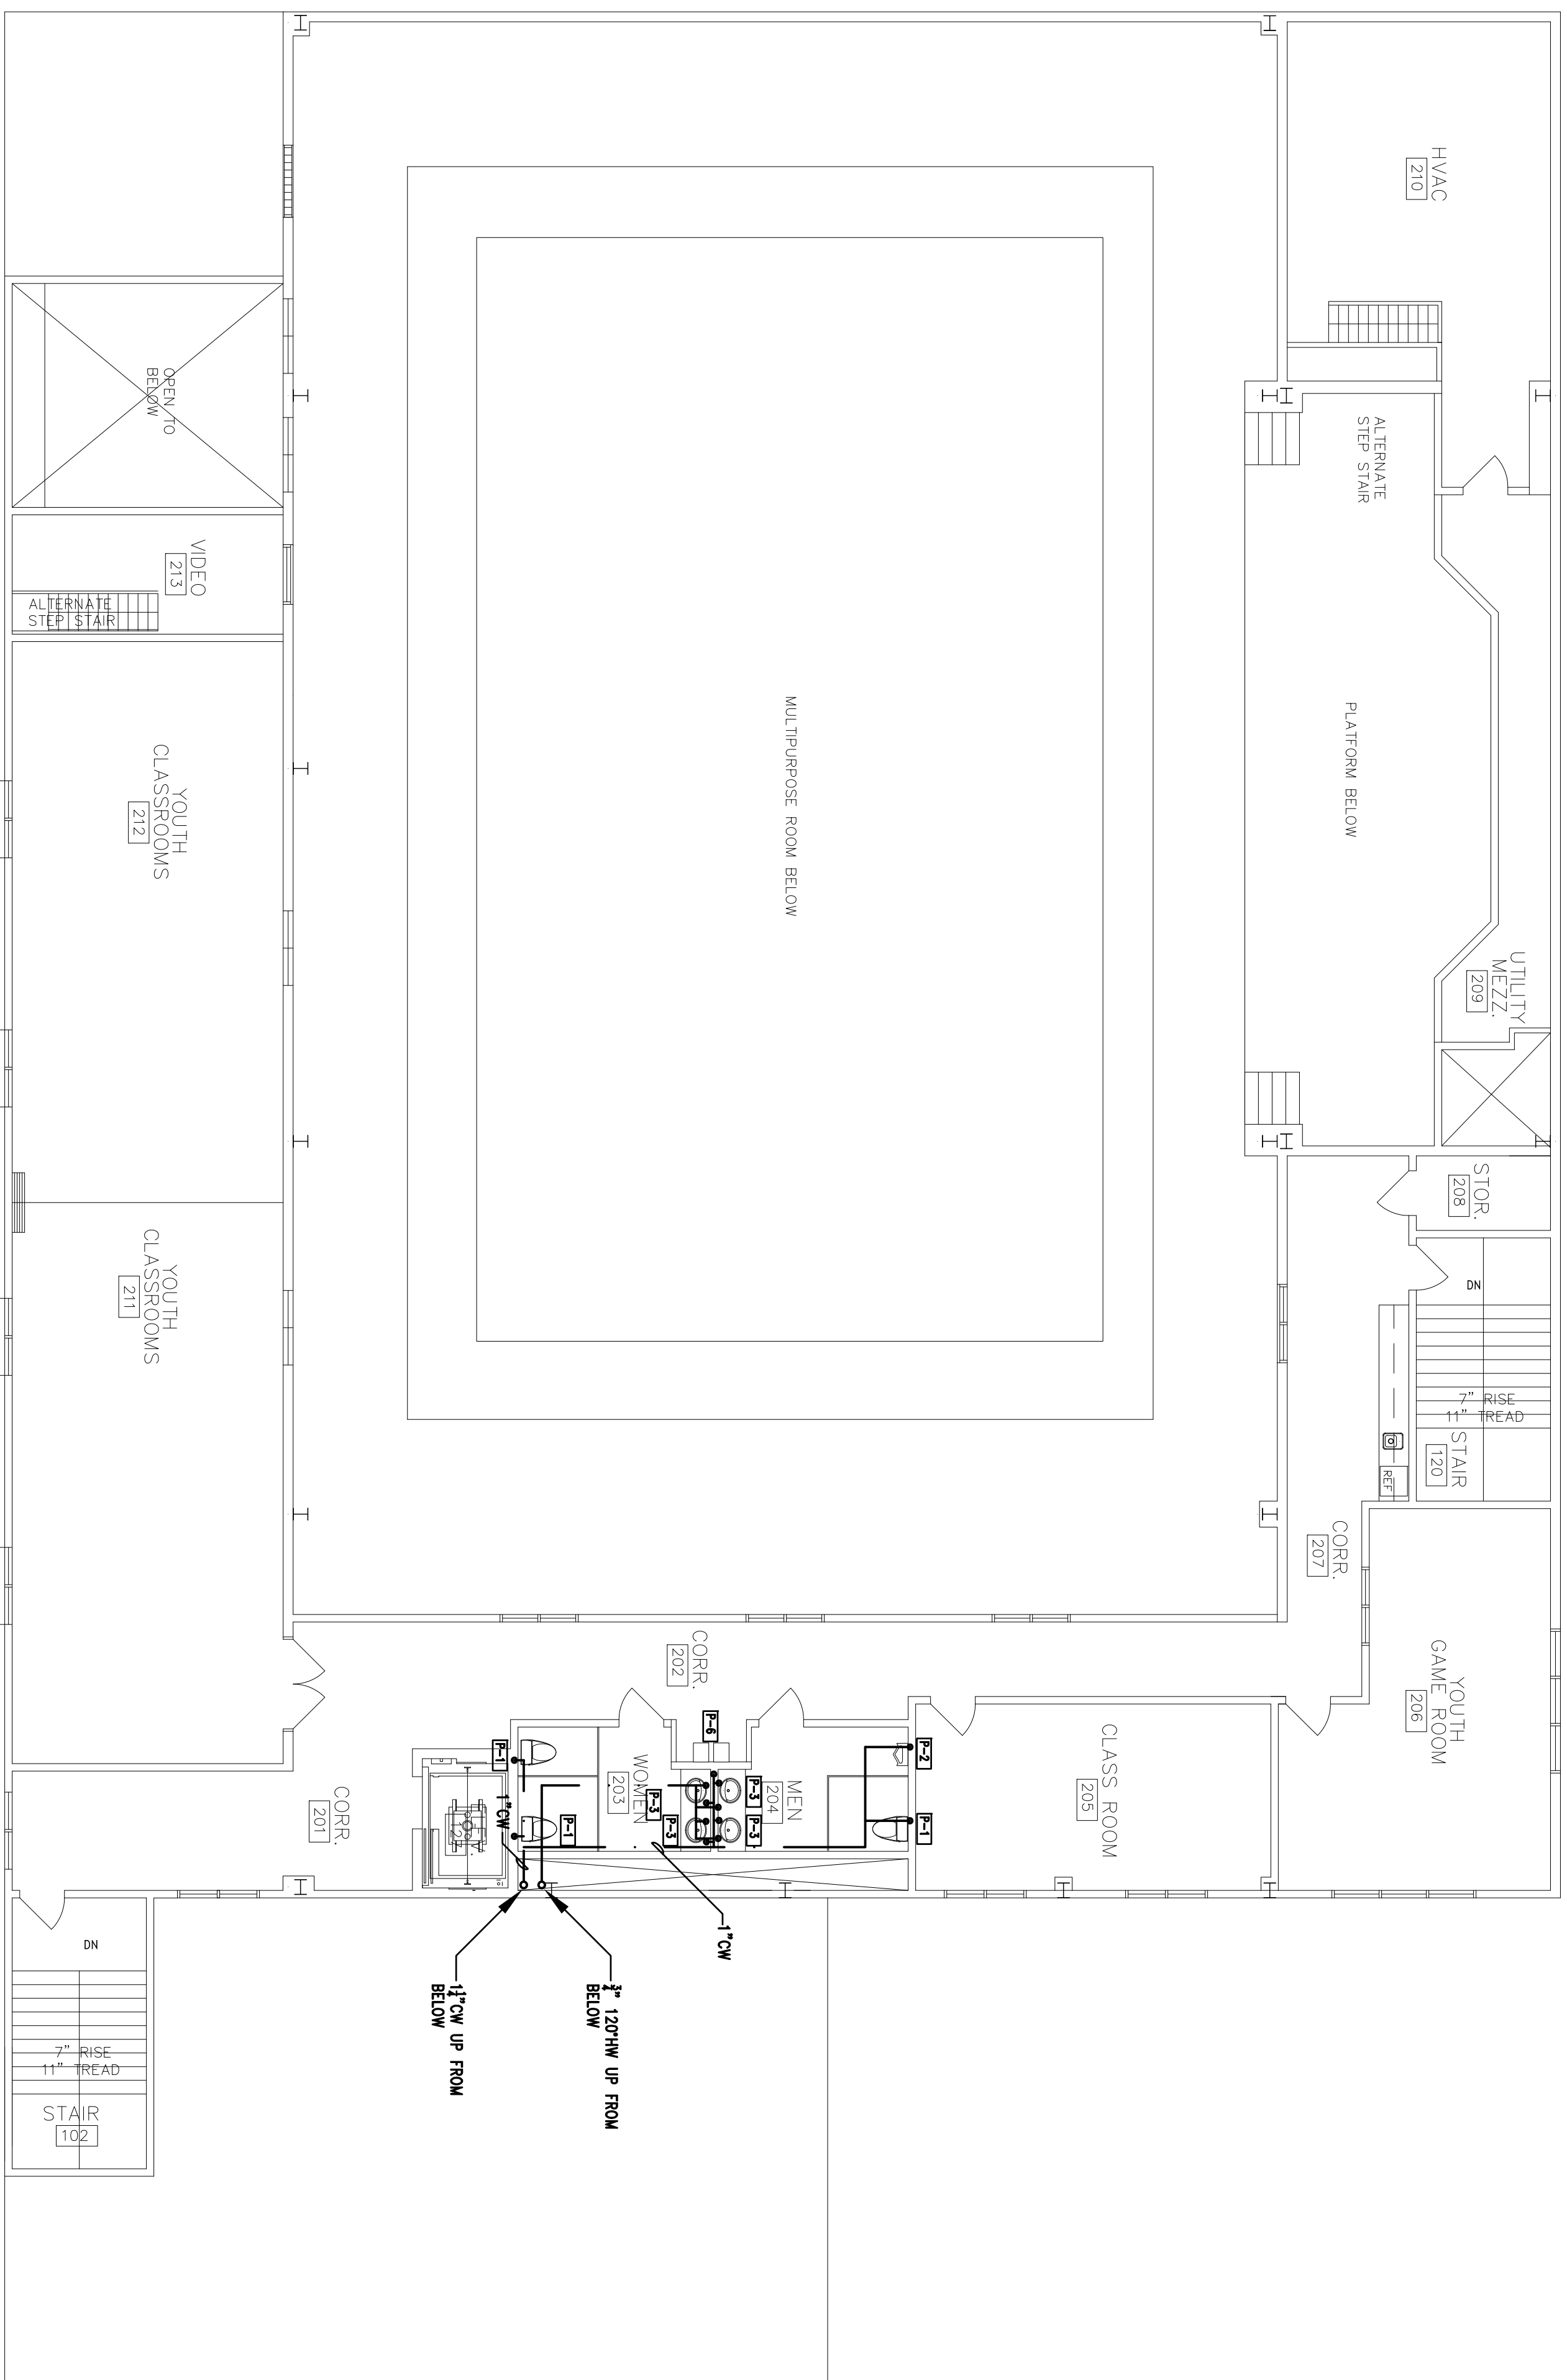 HVAC
210
ALTERNATE
STEP STAIR
PLATFORM BELOW
UTILITY
MEZZ.
209
STOR.
208
DN
7" RISE
11" TREAD
STAIR
120
REF
CORR.
207
YOUTH
GAME ROOM
206
MULTIPURPOSE ROOM BELOW
OPEN TO
BELOW
VIDEO
213
ALTERNATE
STEP STAIR
YOUTH
CLASSROOMS
212
YOUTH
CLASSROOMS
211
CORR.
202
CLASS ROOM
205
P-6
P-2
P-1
MEN
204
P-3
P-3
WOMEN
203
P-3
P-3
P-1
P-1
1"CW
1"CW
CORR.
201
¾" 120°HW UP FROM
BELOW
1¼"CW UP FROM
BELOW
DN
7" RISE
11" TREAD
STAIR
102